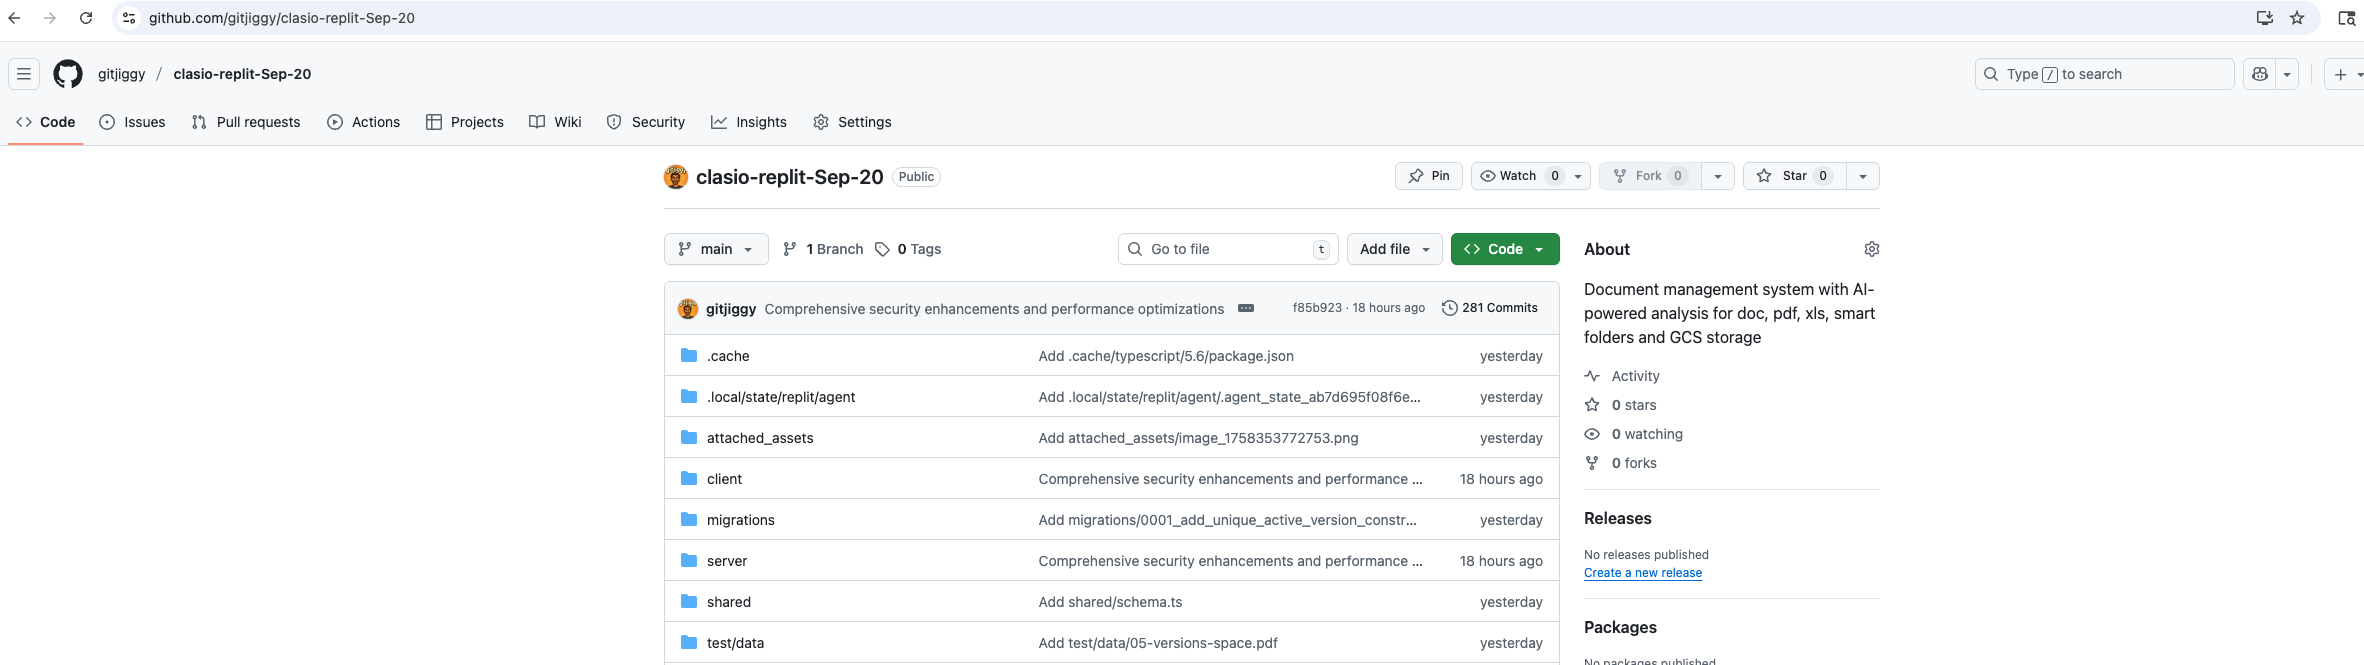 github.com/gitjiggy/clasio-replit-Sep-20
gitjiggy / clasio-replit-Sep-20
Type / to search
Code Issues Pull requests Actions Projects Wiki Security Insights Settings
clasio-replit-Sep-20 Public
Pin Watch 0 Fork 0 Star 0
main 1 Branch 0 Tags Go to file t Add file Code
gitjiggy Comprehensive security enhancements and performance optimizations f85b923 · 18 hours ago 281 Commits
.cache Add .cache/typescript/5.6/package.json yesterday
.local/state/replit/agent Add .local/state/replit/agent/.agent_state_ab7d695f08f6e... yesterday
attached_assets Add attached_assets/image_1758353772753.png yesterday
client Comprehensive security enhancements and performance ... 18 hours ago
migrations Add migrations/0001_add_unique_active_version_constr... yesterday
server Comprehensive security enhancements and performance ... 18 hours ago
shared Add shared/schema.ts yesterday
test/data Add test/data/05-versions-space.pdf yesterday
About
Document management system with AI-
powered analysis for doc, pdf, xls, smart
folders and GCS storage
Activity
0 stars
0 watching
0 forks
Releases
No releases published
Create a new release
Packages
No packages published